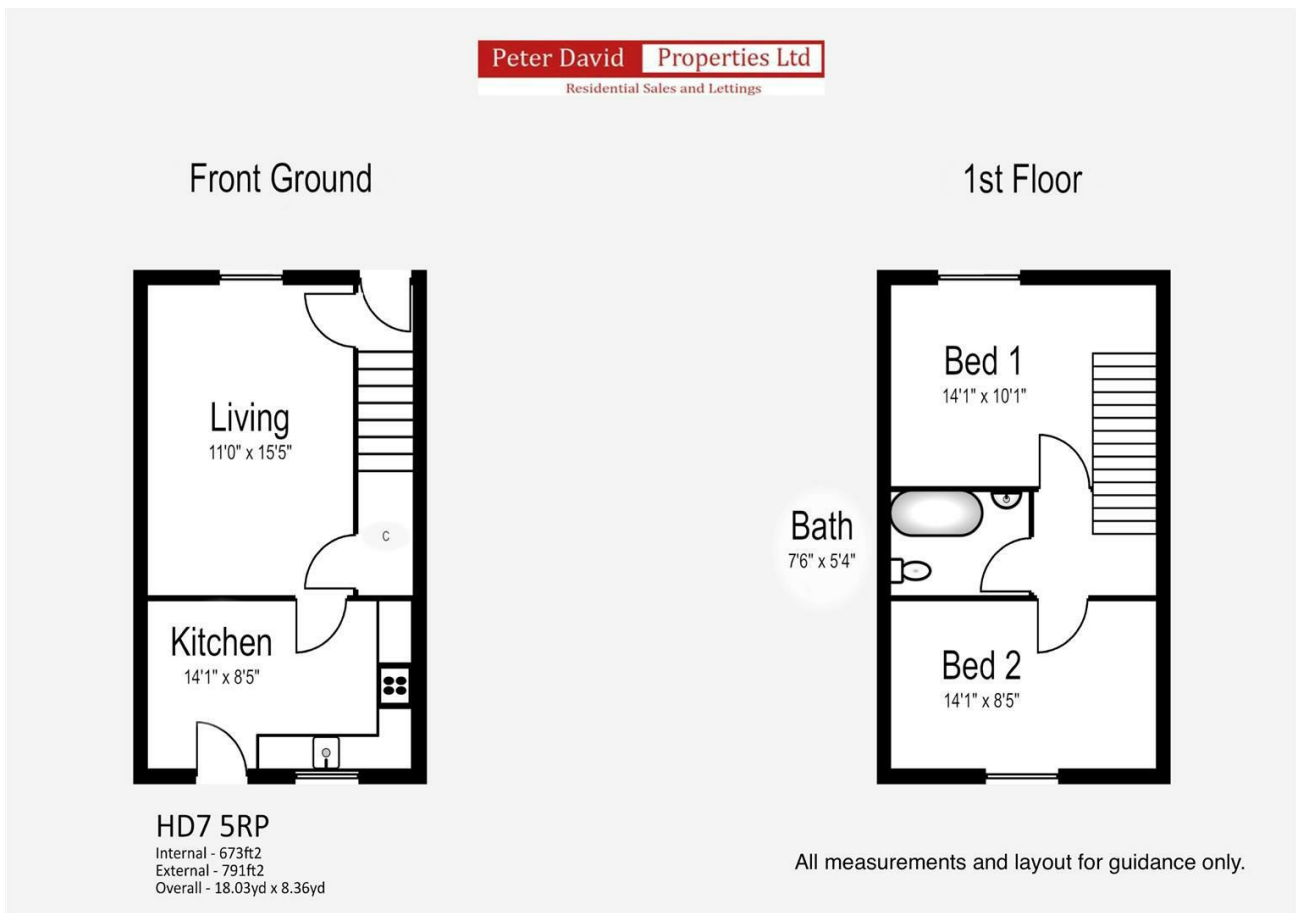 Peter David Properties Ltd
Residential Sales and Lettings
Front Ground
1st Floor
Living
11'0" x 15'5"
C
Kitchen
14'1" x 8'5"
Bed 1
14'1" x 10'1"
Bath
7'6" x 5'4"
Bed 2
14'1" x 8'5"
HD7 5RP
Internal - 673ft2
External - 791ft2
Overall - 18.03yd x 8.36yd
All measurements and layout for guidance only.